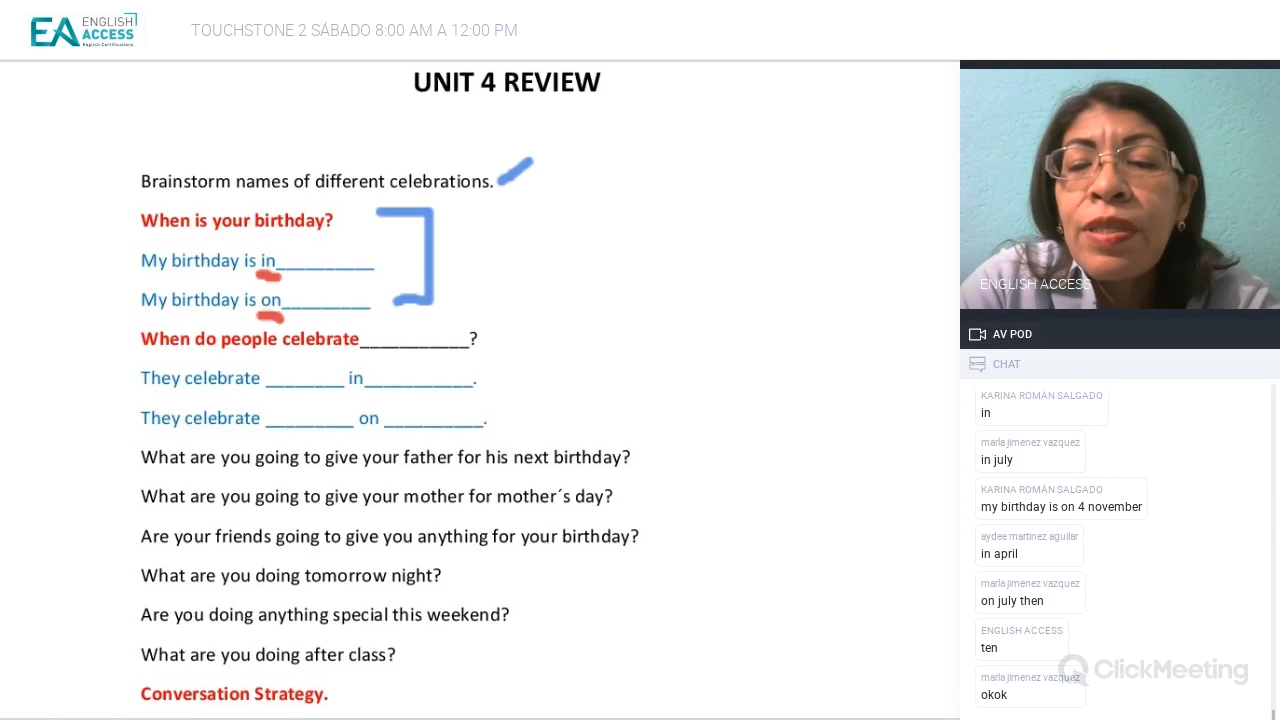 EA ENGLISH ACCESS
English Certifications
TOUCHSTONE 2 SÁBADO 8:00 AM A 12:00 PM
UNIT 4 REVIEW
Brainstorm names of different celebrations.
When is your birthday?
My birthday is in__________
My birthday is on_________
When do people celebrate___________?
They celebrate ________ in___________.
They celebrate _________ on __________.
What are you going to give your father for his next birthday?
What are you going to give your mother for mother´s day?
Are your friends going to give you anything for your birthday?
What are you doing tomorrow night?
Are you doing anything special this weekend?
What are you doing after class?
Conversation Strategy.
ENGLISH ACCESS
AV POD
CHAT
KARINA ROMÁN SALGADO
in
marla jimenez vazquez
in july
KARINA ROMÁN SALGADO
my birthday is on 4 november
aydee martinez aguilar
in april
marla jimenez vazquez
on july then
ENGLISH ACCESS
ten
marla jimenez vazquez
okok
ClickMeeting